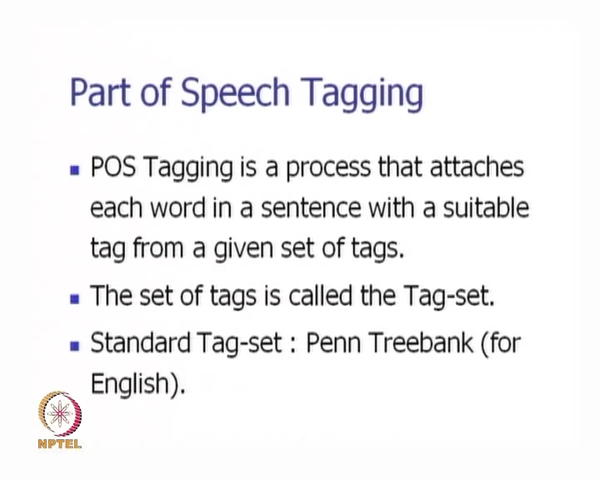 Part of Speech Tagging
POS Tagging is a process that attaches
each word in a sentence with a suitable
tag from a given set of tags.
The set of tags is called the Tag-set.
Standard Tag-set : Penn Treebank (for
English).
NPTEL